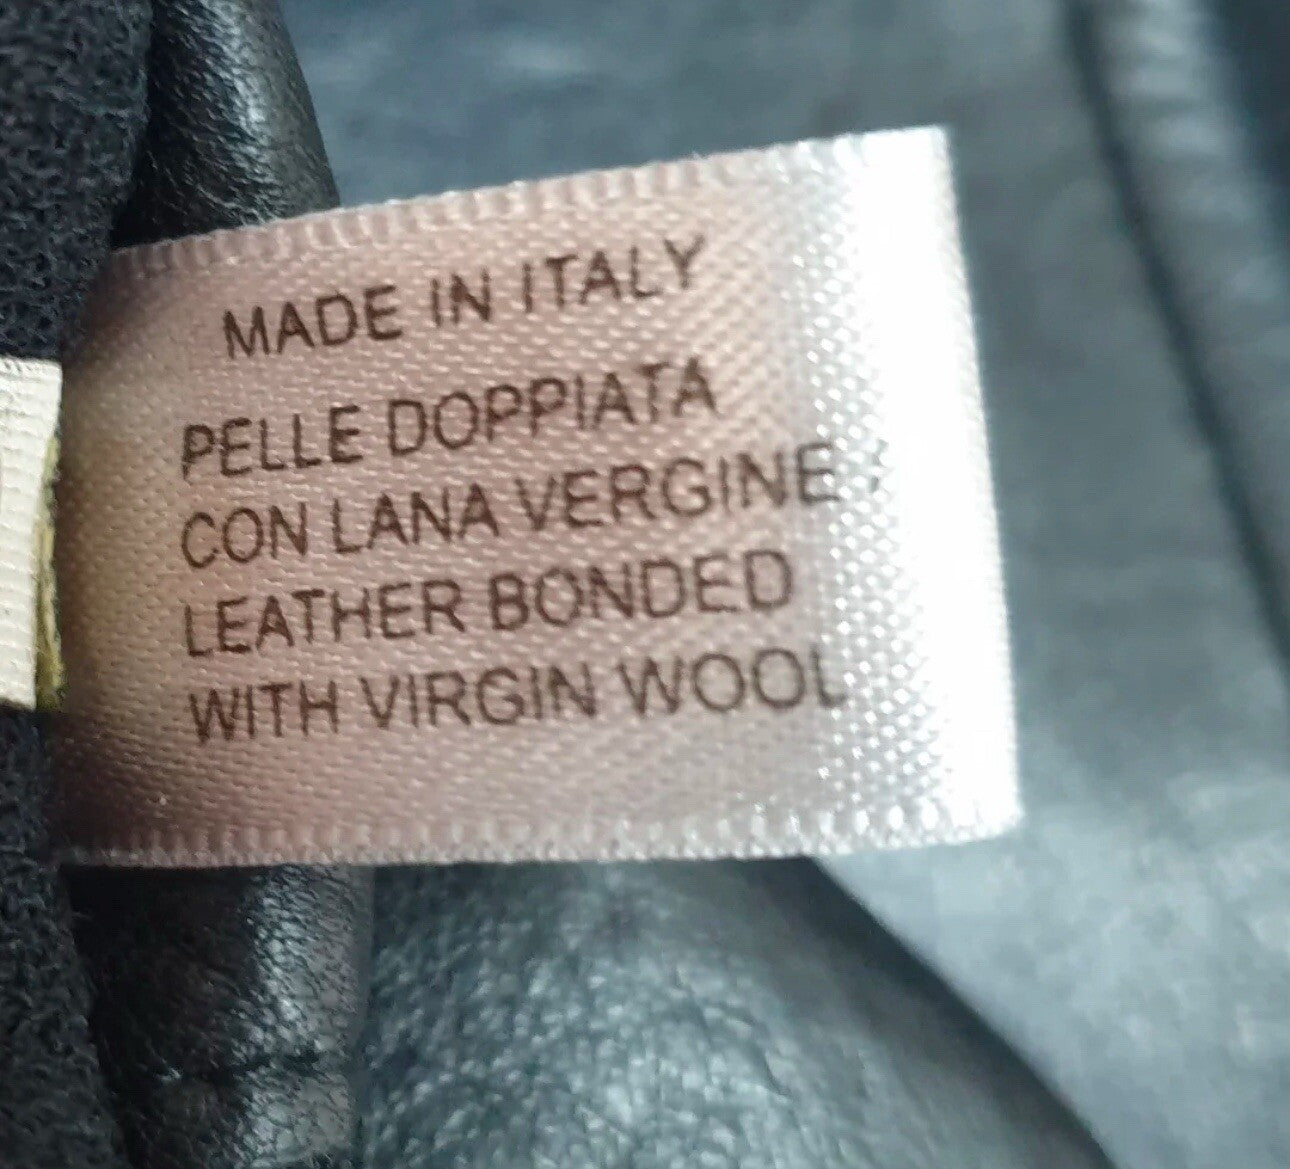 MADE IN ITALY
PELLE DOPPIATA
CON LANA VERGINE
LEATHER BONDED
WITH VIRGIN WOOL